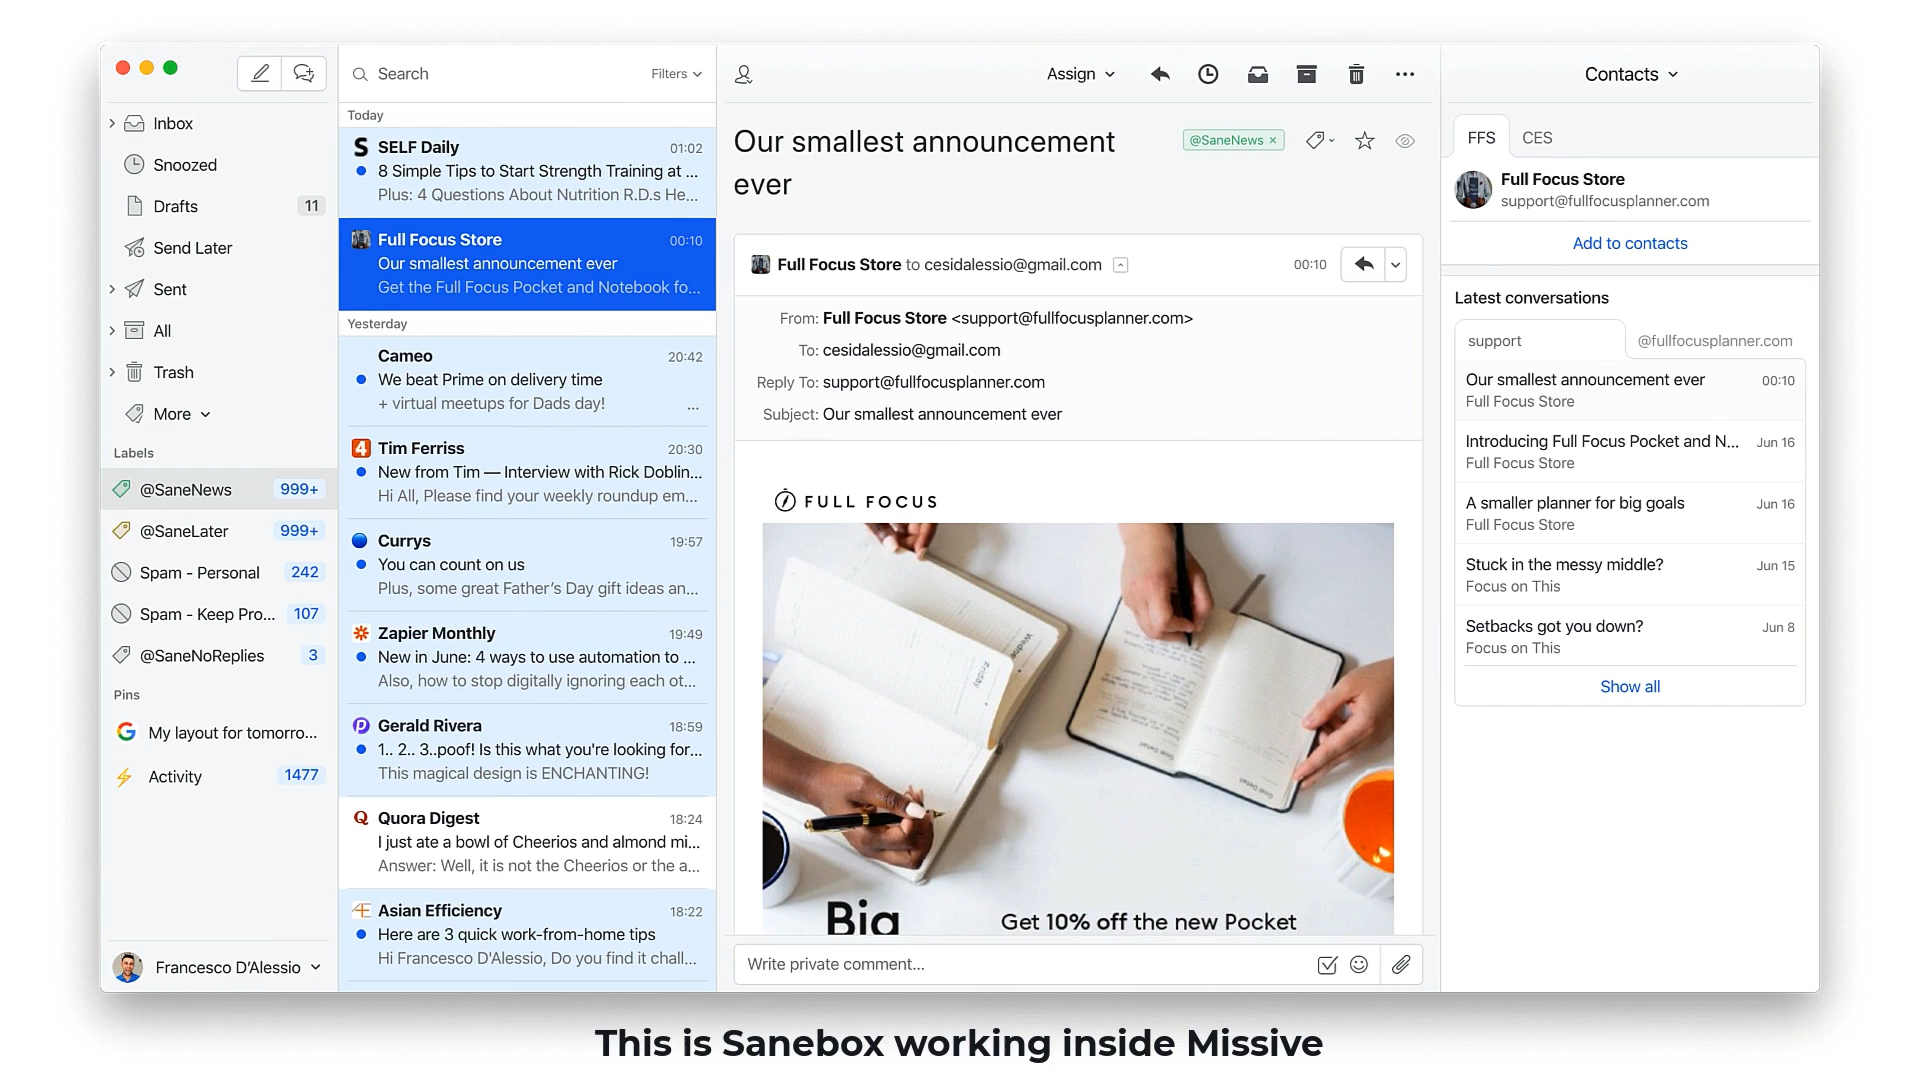 Inbox
Snoozed
Drafts 11
Send Later
Sent
All
Trash
More
Labels
@SaneNews 999+
@SaneLater 999+
Spam - Personal 242
Spam - Keep Pro... 107
@SaneNoReplies 3
Pins
My layout for tomorro...
Activity 1477
Francesco D'Alessio
Search Filters
Today
SELF Daily 01:02
8 Simple Tips to Start Strength Training at ...
Plus: 4 Questions About Nutrition R.D.s He...
Full Focus Store 00:10
Our smallest announcement ever
Get the Full Focus Pocket and Notebook fo...
Yesterday
Cameo 20:42
We beat Prime on delivery time
+ virtual meetups for Dads day! ...
Tim Ferriss 20:30
New from Tim — Interview with Rick Doblin...
Hi All, Please find your weekly roundup em...
Currys 19:57
You can count on us
Plus, some great Father's Day gift ideas an...
Zapier Monthly 19:49
New in June: 4 ways to use automation to ...
Also, how to stop digitally ignoring each ot...
Gerald Rivera 18:59
1.. 2.. 3..poof! Is this what you're looking for...
This magical design is ENCHANTING!
Quora Digest 18:24
I just ate a bowl of Cheerios and almond mi...
Answer: Well, it is not the Cheerios or the a...
Asian Efficiency 18:22
Here are 3 quick work-from-home tips
Hi Francesco D'Alessio, Do you find it chall...
Assign
Our smallest announcement
ever
@SaneNews ×
Full Focus Store to cesidalessio@gmail.com 00:10
From: Full Focus Store <support@fullfocusplanner.com>
To: cesidalessio@gmail.com
Reply To: support@fullfocusplanner.com
Subject: Our smallest announcement ever
FULL FOCUS
Friday
Big
Get 10% off the new Pocket
Write private comment...
Contacts
FFS CES
Full Focus Store
support@fullfocusplanner.com
Add to contacts
Latest conversations
support @fullfocusplanner.com
Our smallest announcement ever 00:10
Full Focus Store
Introducing Full Focus Pocket and N... Jun 16
Full Focus Store
A smaller planner for big goals Jun 16
Full Focus Store
Stuck in the messy middle? Jun 15
Focus on This
Setbacks got you down? Jun 8
Focus on This
Show all
This is Sanebox working inside Missive